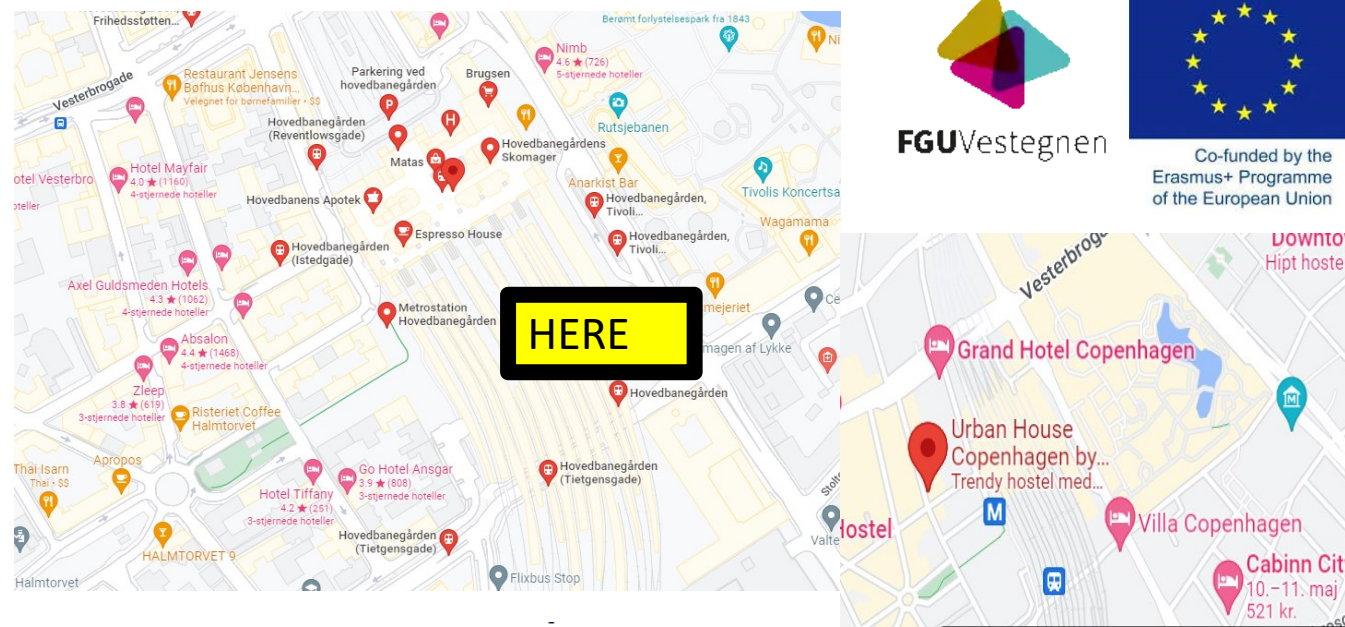 Frihedsstøtten...
Berømt forlystelsespark fra 1843
Nimb
4.6 ★ (726)
5-stjernede hoteller
Ni
Vesterbrogade
Restaurant Jensens
Bøfhus København...
Velegnet for børnefamilier • $$
Parkering ved
hovedbanegården
Brugsen
P
H
Rutsjebanen
Hovedbanegården
(Reventlowsgade)
Hovedbanegårdens
Skomager
Matas
otel Vesterbro
oteller
Hotel Mayfair
4.0 ★ (1160)
4-stjernede hoteller
Anarkist Bar
Tivolis Koncertsa
Hovedbanens Apotek
Hovedbanegården,
Tivoli...
Wagamama
Espresso House
Hovedbanegården,
Tivoli...
Hovedbanegården
(Istedgade)
Axel Guldsmeden Hotels
4.3 ★ (1062)
4-stjernede hoteller
Metrostation
Hovedbanegården
HERE
mejeriet
Ce
magen af Lykke
Absalon
4.4 ★ (1468)
4-stjernede hoteller
Zleep
3.8 ★ (619)
3-stjernede hoteller
Hovedbanegården
Risteriet Coffee
Halmtorvet
Thai Isarn
Thai • $$
Apropos
Go Hotel Ansgar
3.9 ★ (808)
3-stjernede hoteller
Hovedbanegården
(Tietgensgade)
Hotel Tiffany
4.2 ★ (251)
3-stjernede hoteller
Stolte
Hovedbanegården
(Tietgensgade)
Valte
HALMTORVET 9
Flixbus Stop
Halmtorvet
FGUVestegnen
Co-funded by the
Erasmus+ Programme
of the European Union
Vesterbrog
Downto
Hipt hoste
Grand Hotel Copenhagen
M
Urban House
Copenhagen by...
Trendy hostel med...
M
Hostel
Villa Copenhagen
Cabinn Cit
10.–11. maj
521 kr.